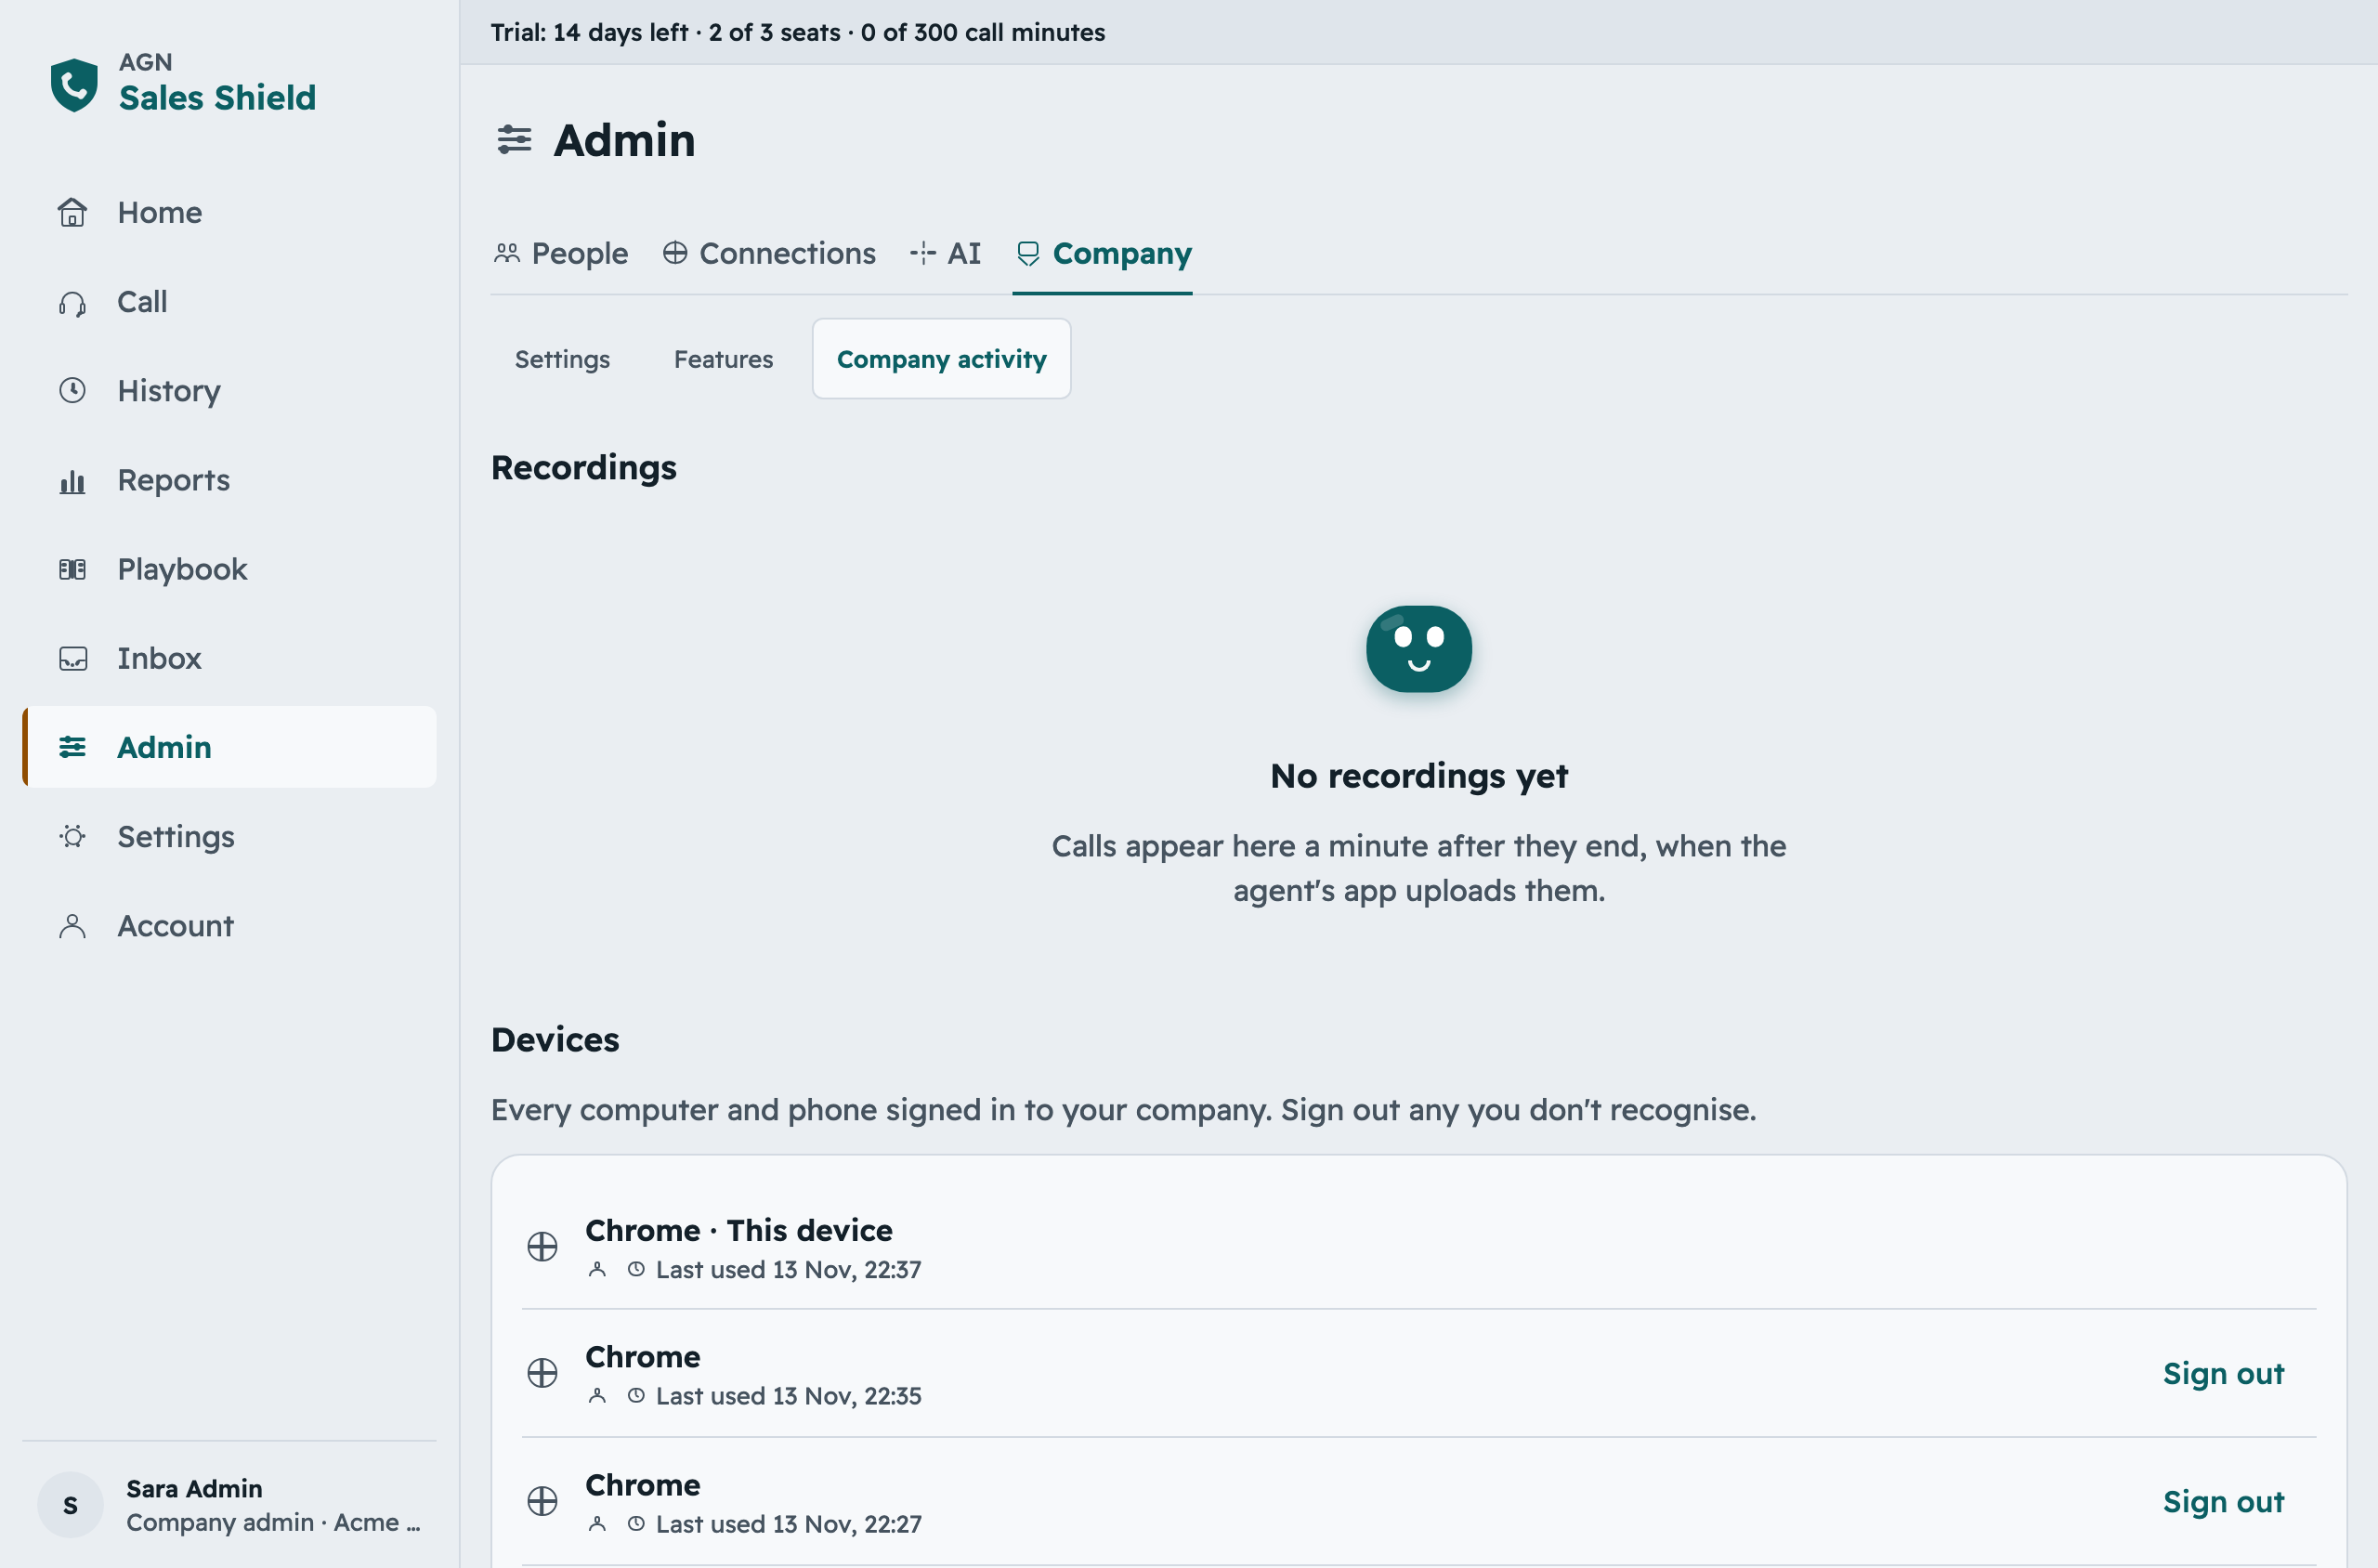 Trial: 14 days left · 2 of 3 seats · 0 of 300 call minutes
AGN
Sales Shield
Home
Call
History
Reports
Playbook
Inbox
Admin
Settings
Account
Sara Admin
S
Company admin · Acme ...
Admin
People
Connections
AI
Company
Settings
Features
Company activity
Recordings
No recordings yet
Calls appear here a minute after they end, when the
agent's app uploads them.
Devices
Every computer and phone signed in to your company. Sign out any you don't recognise.
Chrome · This device
Last used 13 Nov, 22:37
Chrome
Last used 13 Nov, 22:35
Sign out
Chrome
Last used 13 Nov, 22:27
Sign out